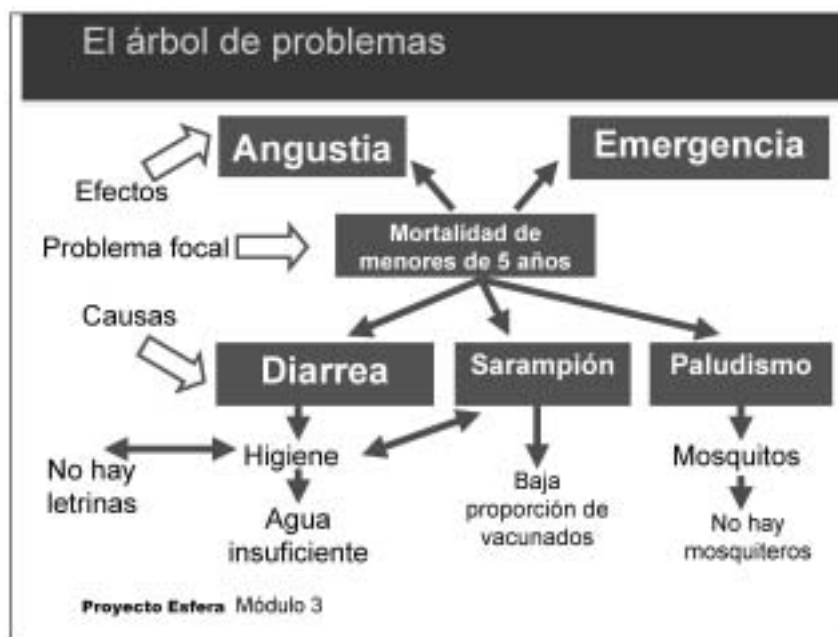 El árbol de problemas
Angustia
Emergencia
Efectos
Problema focal
Mortalidad de
menores de 5 años
Causas
Diarrea
Sarampión
Paludismo
No hay
letrinas
Higiene
Agua
insuficiente
Baja
proporción de
vacunados
Mosquitos
No hay
mosquiteros
Proyecto Esfera Módulo 3